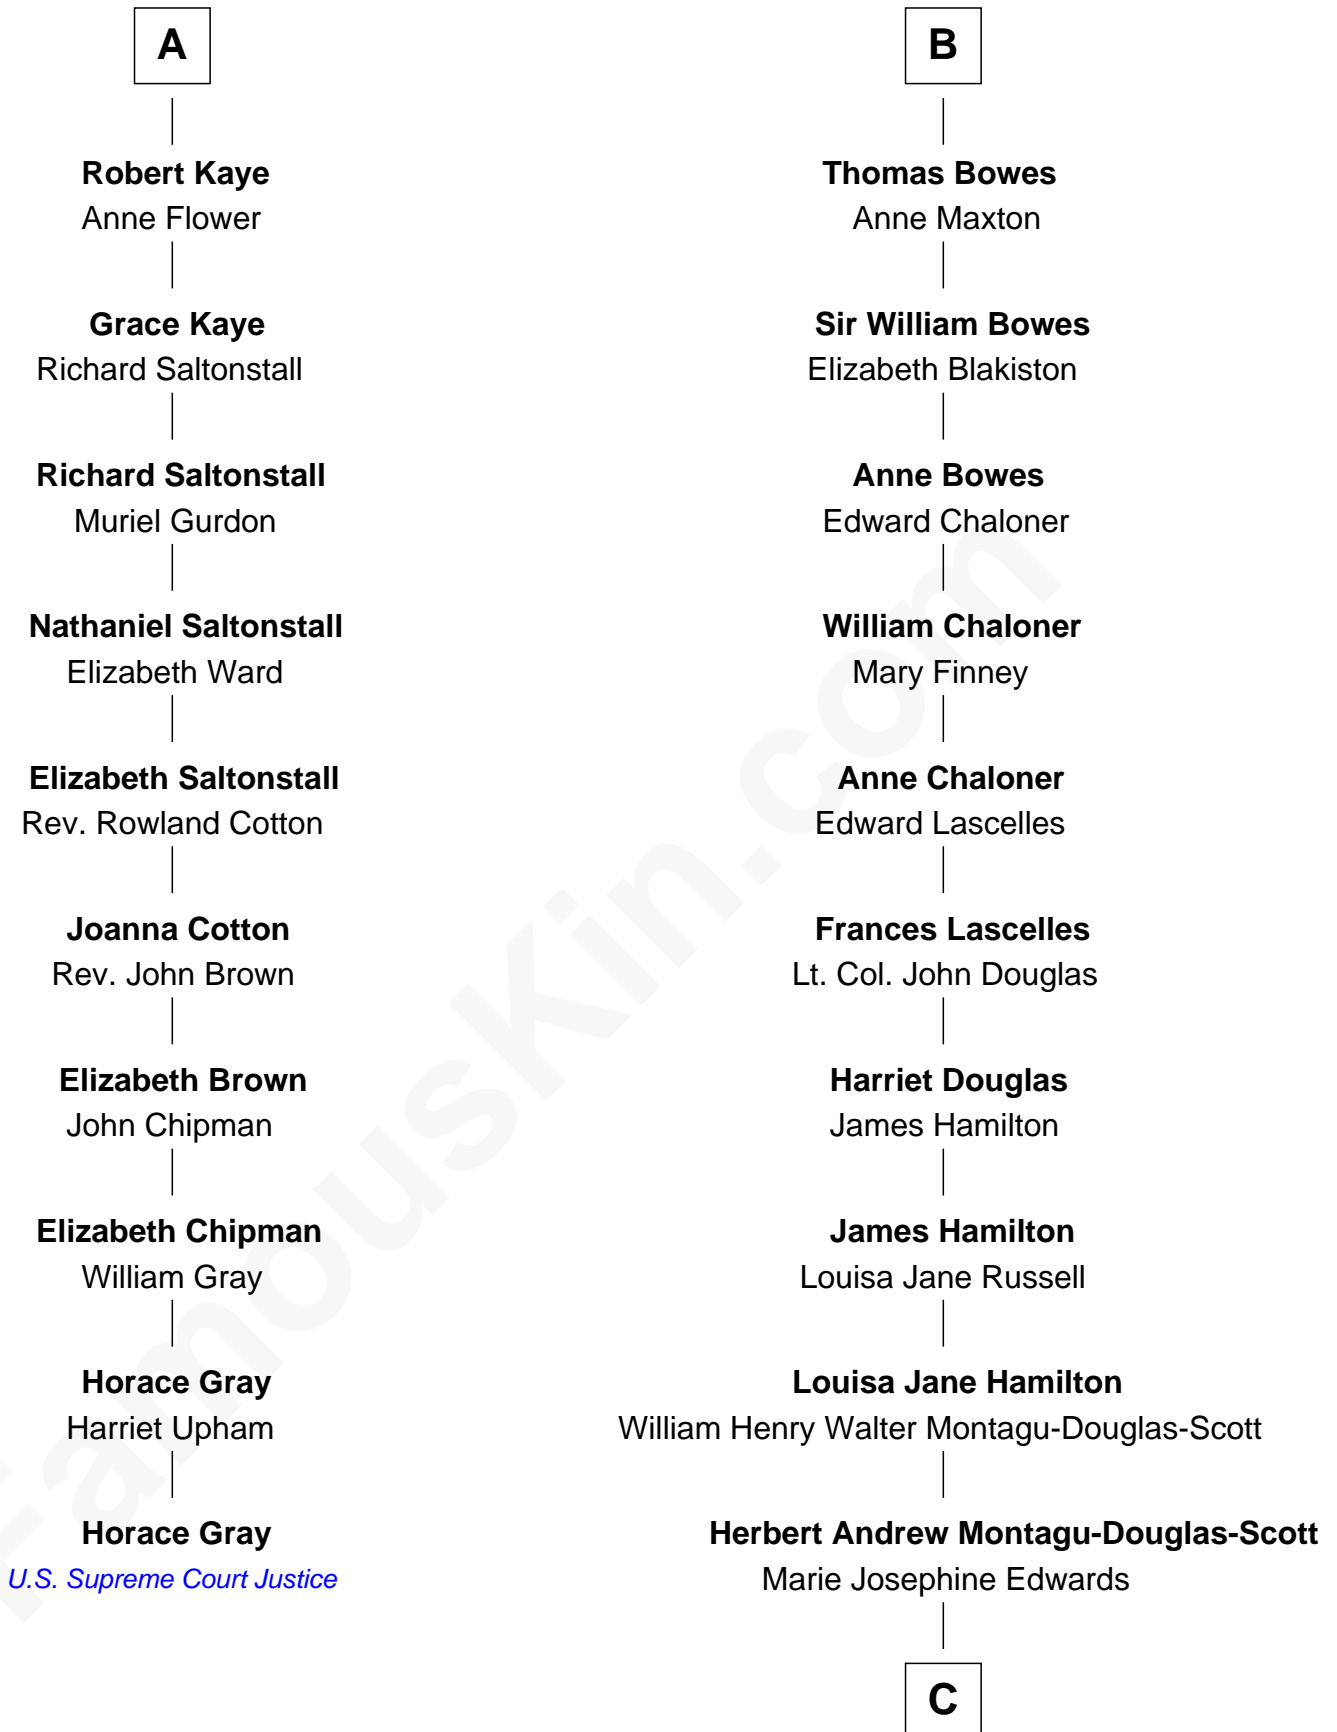 A
Robert Kaye
Anne Flower
Grace Kaye
Richard Saltonstall
Richard Saltonstall
Muriel Gurdon
Nathaniel Saltonstall
Elizabeth Ward
Elizabeth Saltonstall
Rev. Rowland Cotton
Joanna Cotton
Rev. John Brown
Elizabeth Brown
John Chipman
Elizabeth Chipman
William Gray
Horace Gray
Harriet Upham
Horace Gray
U.S. Supreme Court Justice
B
Thomas Bowes
Anne Maxton
Sir William Bowes
Elizabeth Blakiston
Anne Bowes
Edward Chaloner
William Chaloner
Mary Finney
Anne Chaloner
Edward Lascelles
Frances Lascelles
Lt. Col. John Douglas
Harriet Douglas
James Hamilton
James Hamilton
Louisa Jane Russell
Louisa Jane Hamilton
William Henry Walter Montagu-Douglas-Scott
Herbert Andrew Montagu-Douglas-Scott
Marie Josephine Edwards
C
FamousKin.com